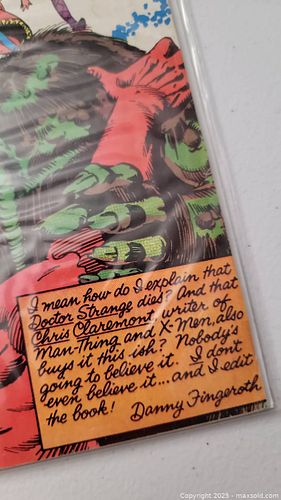 I mean how do I explain that
Doctor Strange dies? And that
Chris Claremont, writer of
Man-Thing and X-Men, also
buys it this ish? Nobody's
going to believe it. I don't
even believe it... and I edit
the book! Danny Fingeroth
Copyright 2023 - maxsold.com